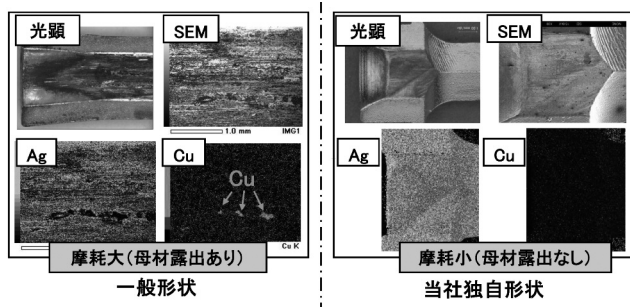 光顕
SEM
1.0 mm
IMG1
Ag
Cu
Cu
Cu K
摩耗大(母材露出あり)
一般形状
光顕
SEM
Ag
Cu
摩耗小(母材露出なし)
当社独自形状